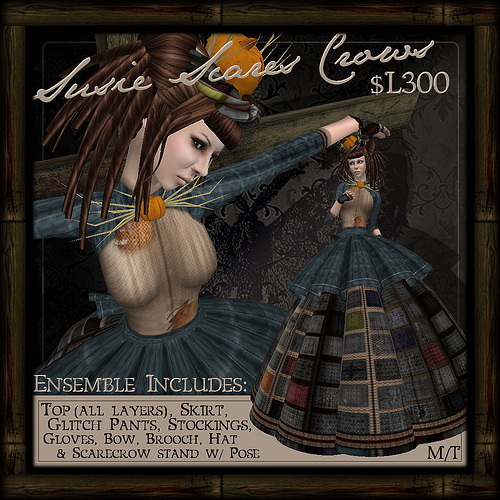 Susie Scares Crows
$L300
Ensemble Includes:
Top (all layers), Skirt,
Glitch Pants, Stockings,
Gloves, Bow, Brooch, Hat
& Scarecrow stand w/ Pose
M/T